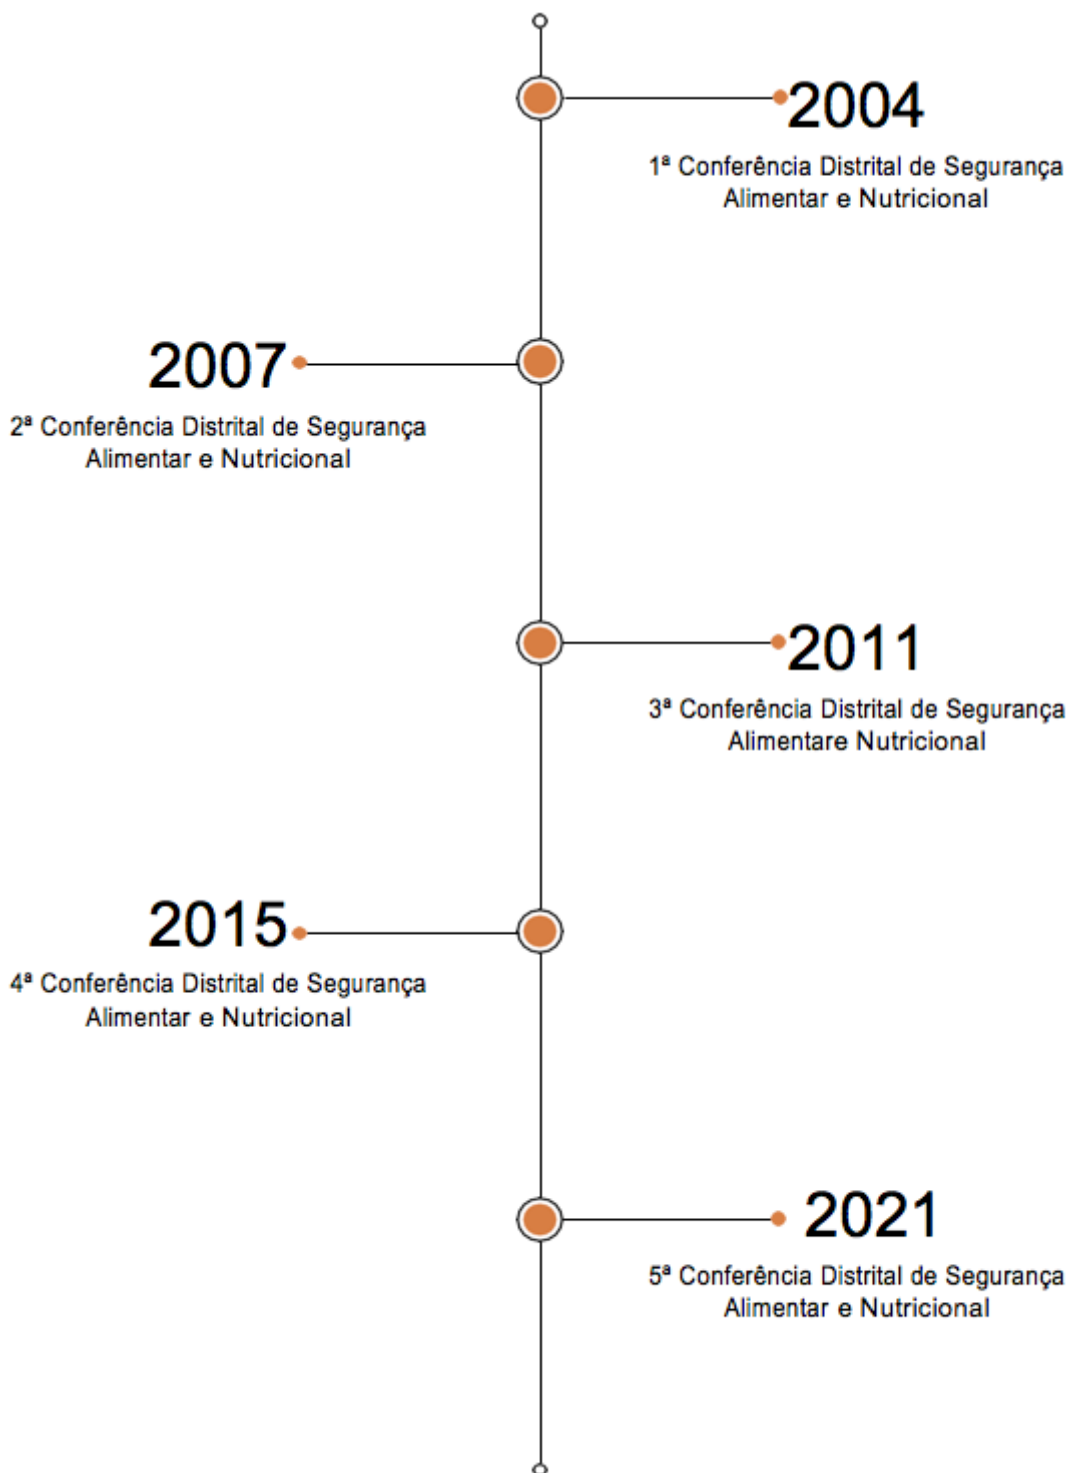 2004
1ª Conferência Distrital de Segurança
Alimentar e Nutricional
2007
2ª Conferência Distrital de Segurança
Alimentar e Nutricional
2011
3ª Conferência Distrital de Segurança
Alimentare Nutricional
2015
4ª Conferência Distrital de Segurança
Alimentar e Nutricional
2021
5ª Conferência Distrital de Segurança
Alimentar e Nutricional